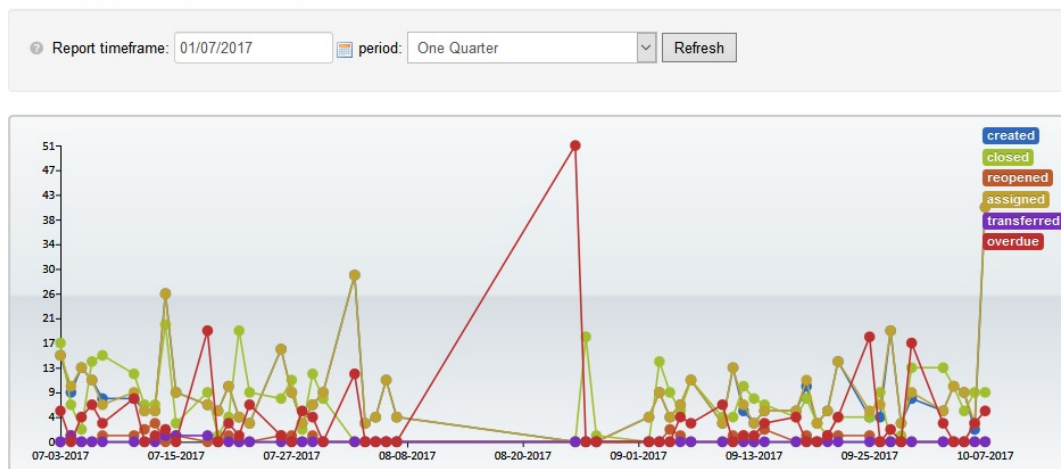 Report timeframe: 01/07/2017 period: One Quarter Refresh
created
closed
reopened
assigned
transferred
overdue
51
47
43
38
34
30
26
21
17
13
9
4
0
07-03-2017 07-15-2017 07-27-2017 08-08-2017 08-20-2017 09-01-2017 09-13-2017 09-25-2017 10-07-2017